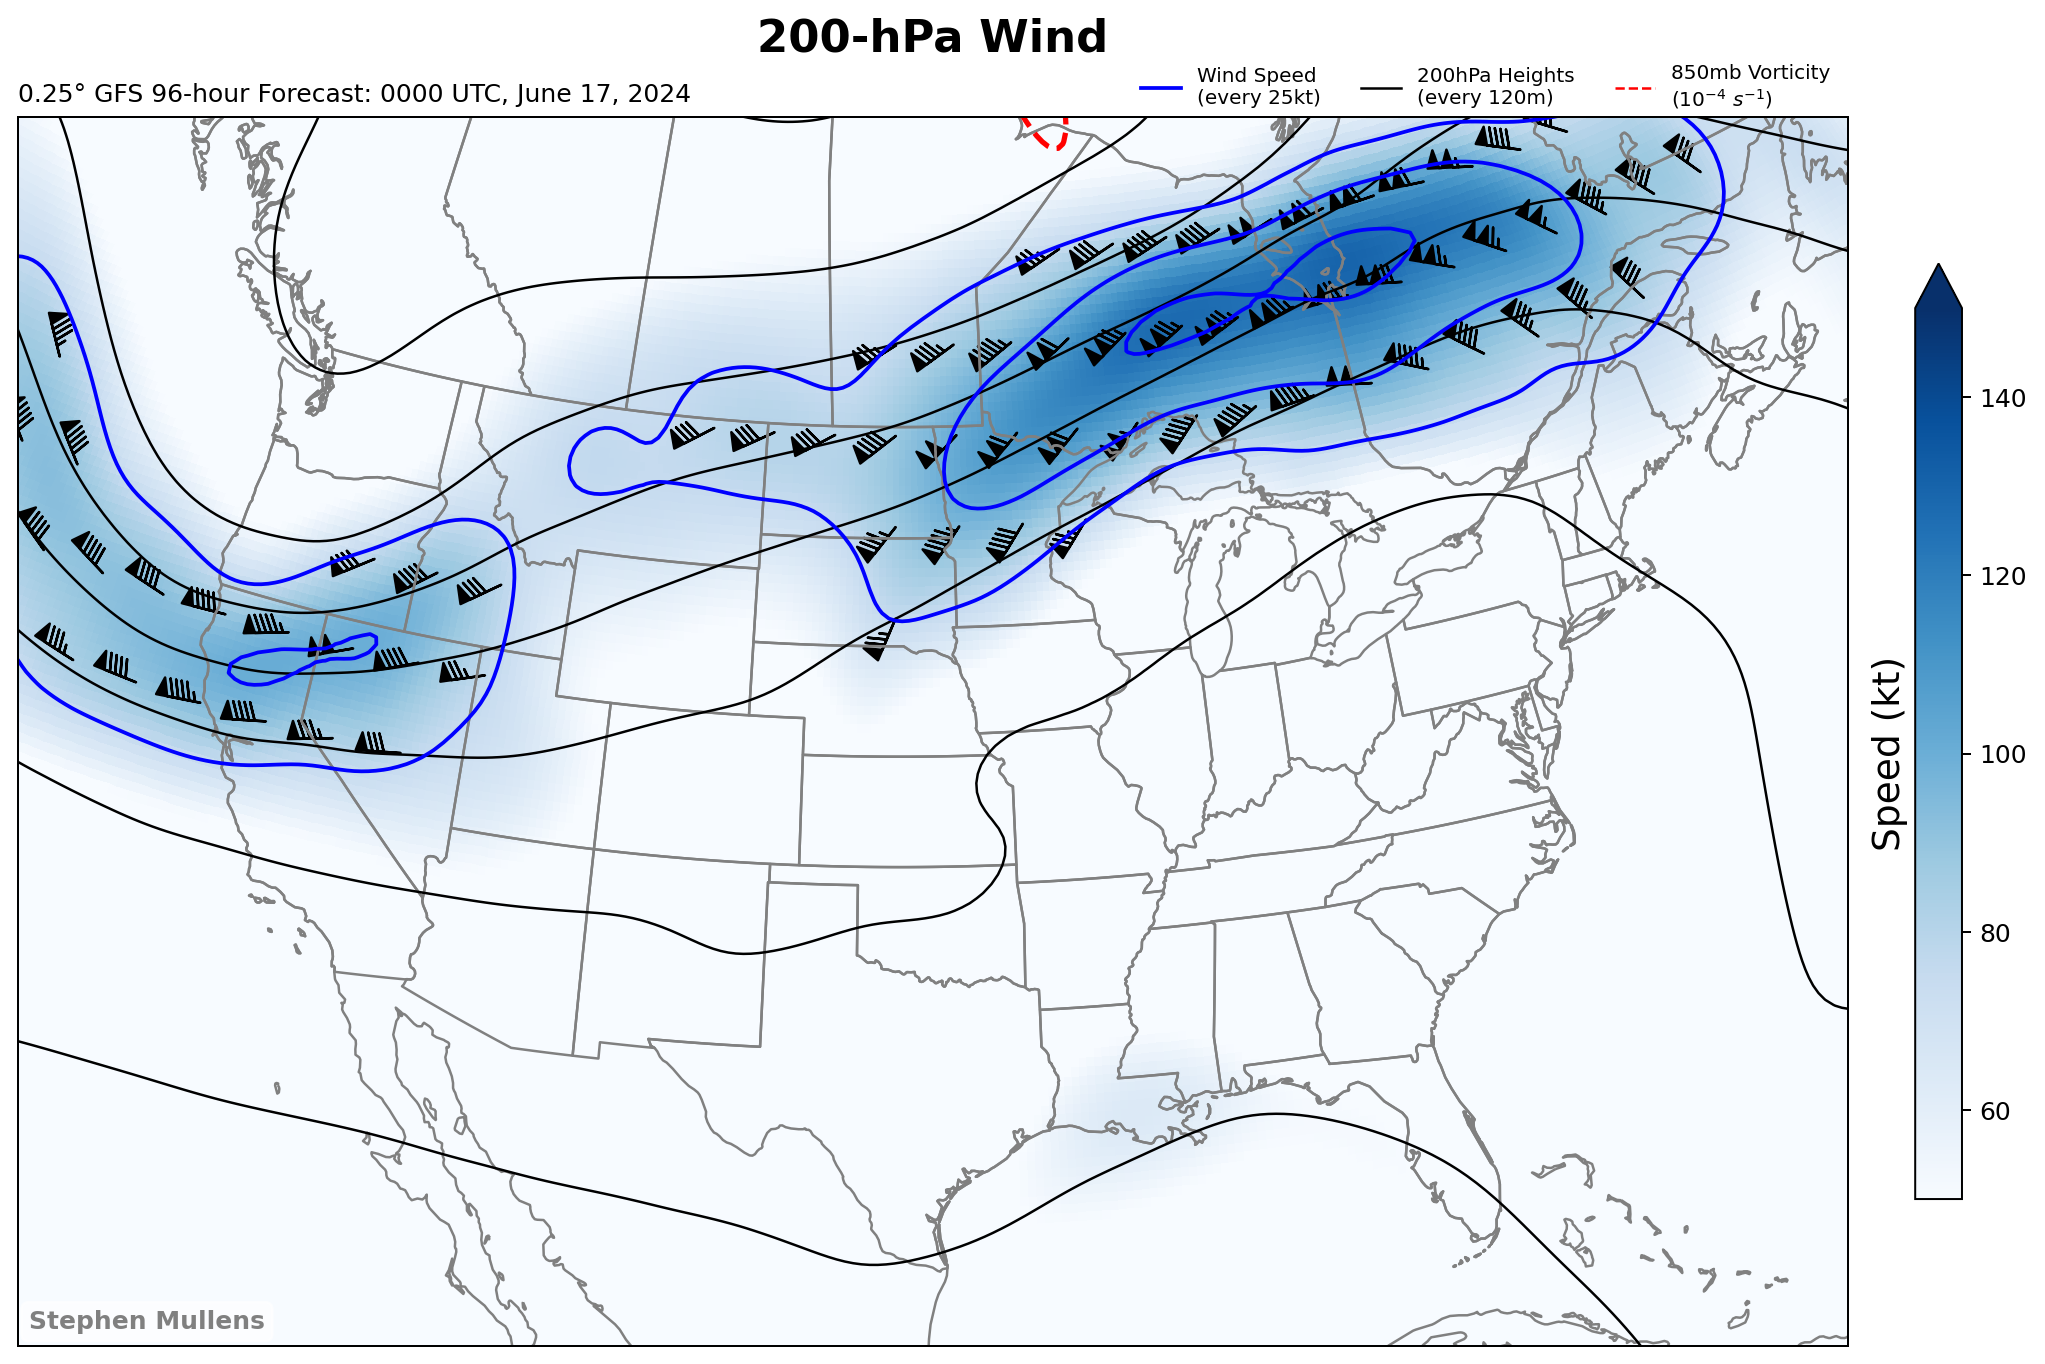 200-hPa Wind
0.25° GFS 96-hour Forecast: 0000 UTC, June 17, 2024
Wind Speed
(every 25kt)
200hPa Heights
(every 120m)
850mb Vorticity
(10⁻⁴ s⁻¹)
140
120
100
80
60
Speed (kt)
Stephen Mullens